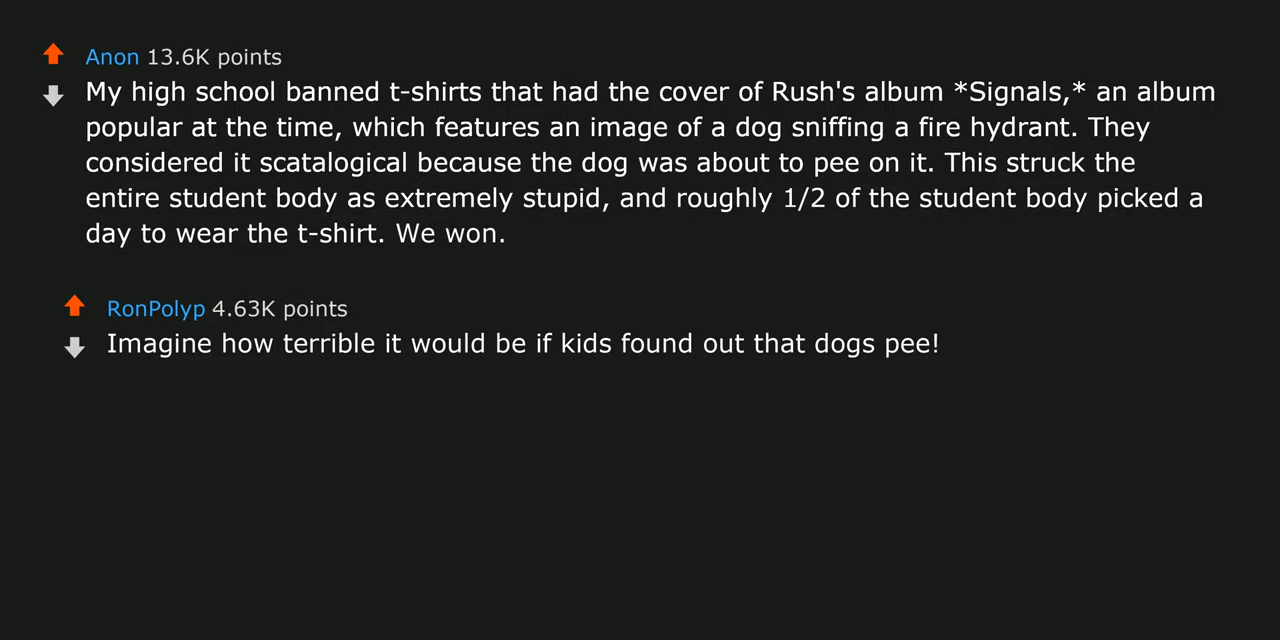 Anon 13.6K points
My high school banned t-shirts that had the cover of Rush's album *Signals,* an album
popular at the time, which features an image of a dog sniffing a fire hydrant. They
considered it scatalogical because the dog was about to pee on it. This struck the
entire student body as extremely stupid, and roughly 1/2 of the student body picked a
day to wear the t-shirt. We won.
RonPolyp 4.63K points
Imagine how terrible it would be if kids found out that dogs pee!